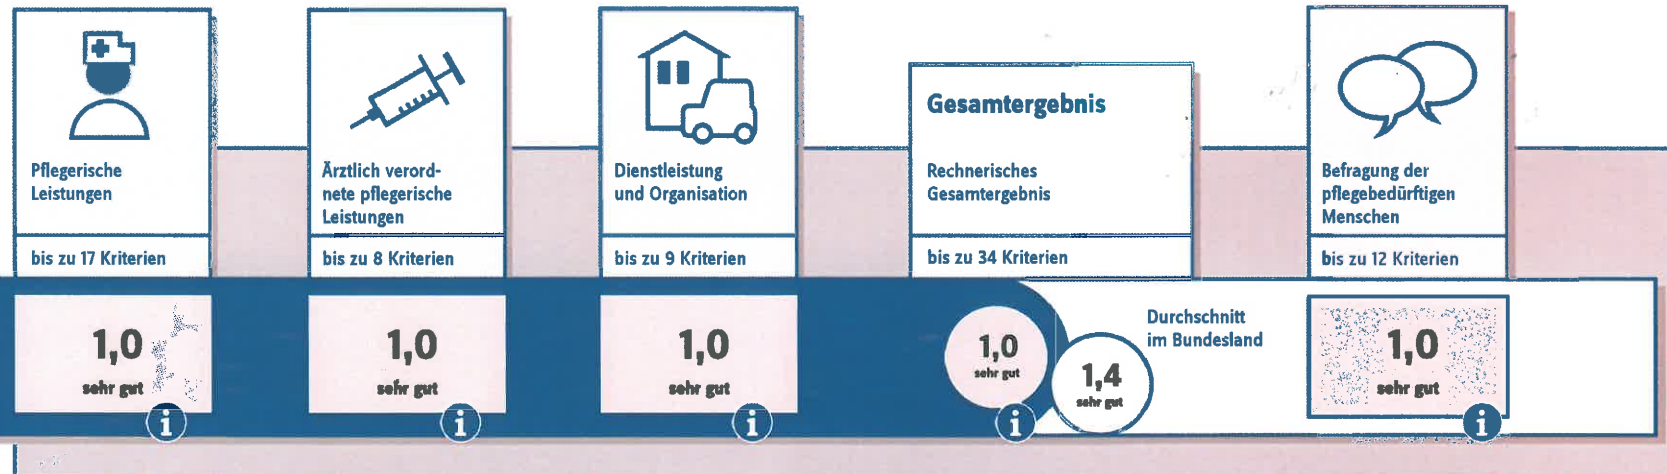 Pflegerische
Leistungen
bis zu 17 Kriterien
1,0
sehr gut
i
Ärztlich verord-
nete pflegerische
Leistungen
bis zu 8 Kriterien
1,0
sehr gut
i
Dienstleistung
und Organisation
bis zu 9 Kriterien
1,0
sehr gut
i
Gesamtergebnis
Rechnerisches
Gesamtergebnis
bis zu 34 Kriterien
1,0
sehr gut
i
1,4
sehr gut
Durchschnitt
im Bundesland
Befragung der
pflegebedürftigen
Menschen
bis zu 12 Kriterien
1,0
sehr gut
i